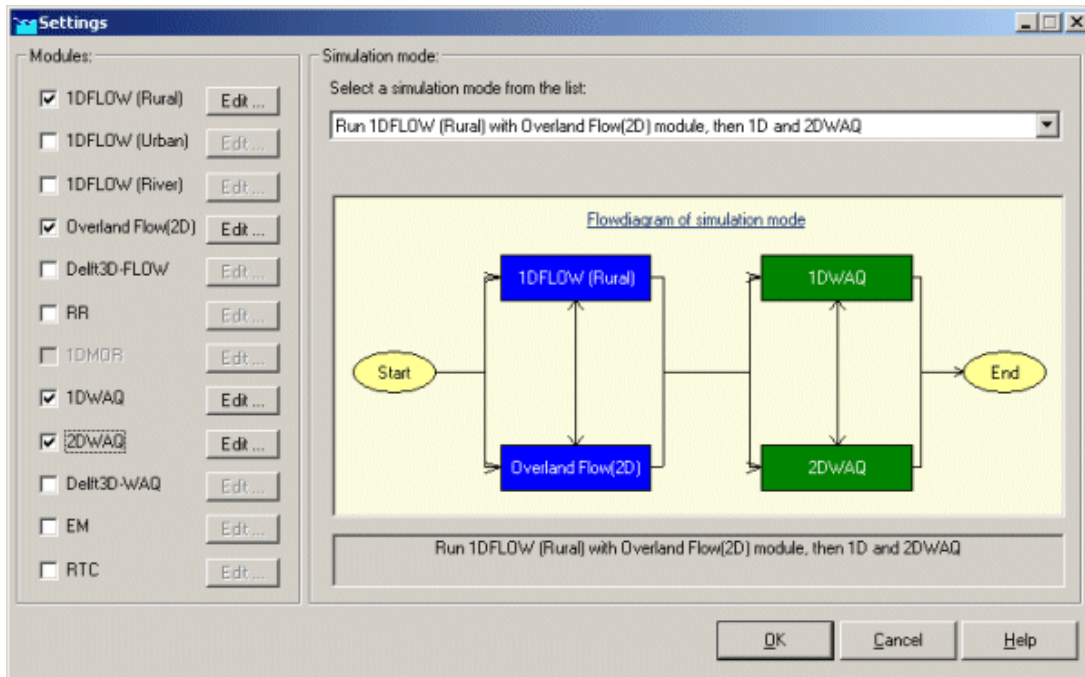 Settings
Modules:
1DFLOW (Rural) Edit ...
1DFLOW (Urban) Edit ...
1DFLOW (River) Edit ...
Overland Flow(2D) Edit ...
Delft3D-FLOW Edit ...
RR Edit ...
1DMOR Edit ...
1DWAQ Edit ...
2DWAQ Edit ...
Delft3D-WAQ Edit ...
EM Edit ...
RTC Edit ...
Simulation mode:
Select a simulation mode from the list:
Run 1DFLOW (Rural) with Overland Flow(2D) module, then 1D and 2DWAQ
Flowdiagram of simulation mode
1DFLOW (Rural) 1DWAQ
Start End
Overland Flow(2D) 2DWAQ
Run 1DFLOW (Rural) with Overland Flow(2D) module, then 1D and 2DWAQ
OK Cancel Help